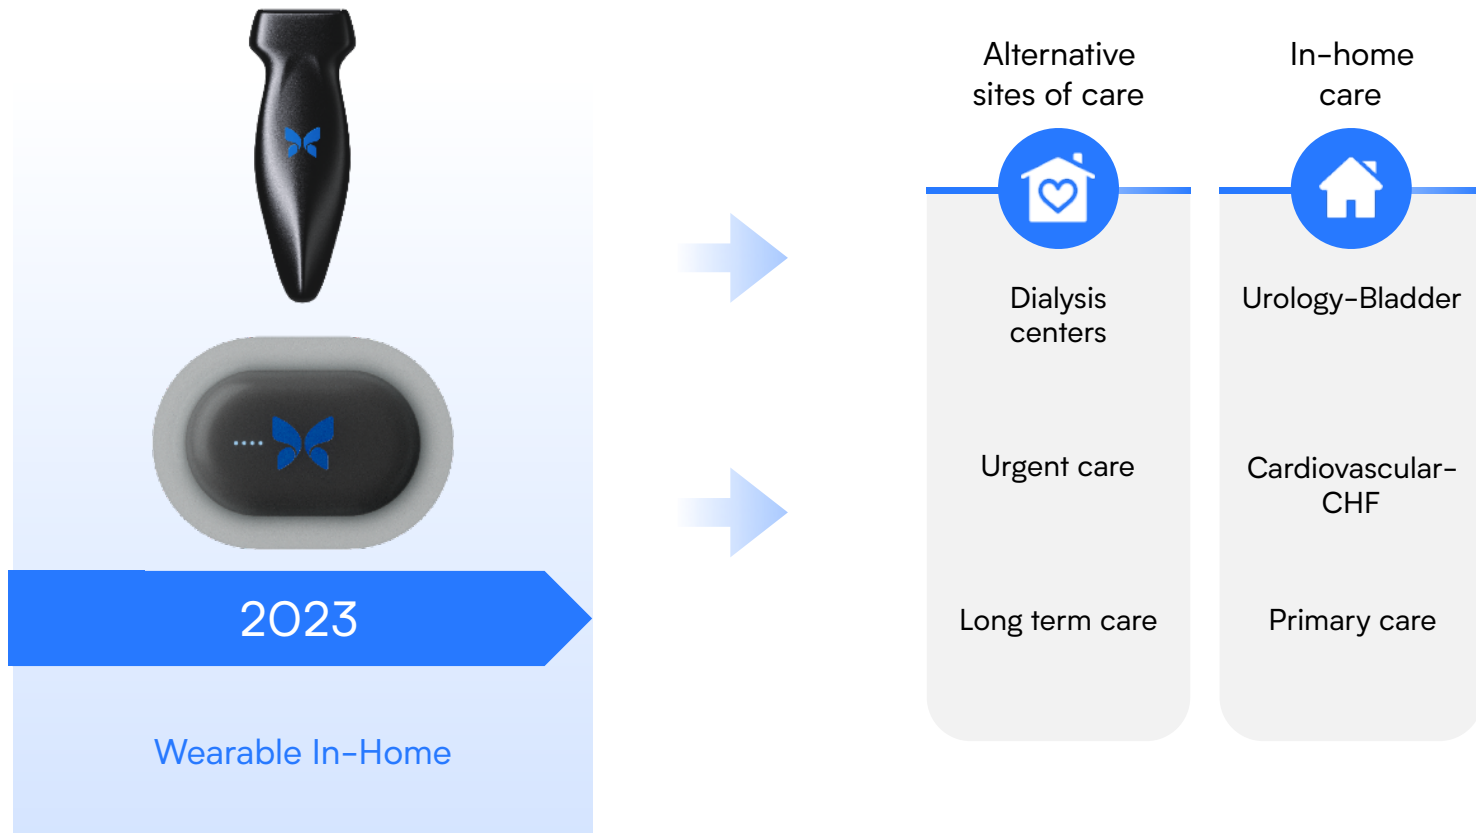 2023
Wearable In-Home
Alternative
sites of care
Dialysis
centers
Urgent care
Long term care
In-home
care
Urology-Bladder
Cardiovascular-
CHF
Primary care